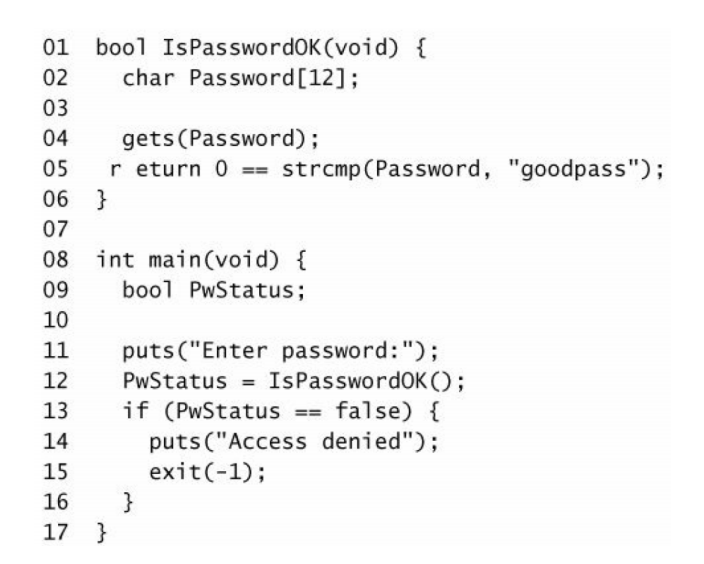 01 bool IsPasswordOK(void) {
02 char Password[12];
03
04 gets(Password);
05 r eturn 0 == strcmp(Password, "goodpass");
06 }
07
08 int main(void) {
09 bool PwStatus;
10
11 puts("Enter password:");
12 PwStatus = IsPasswordOK();
13 if (PwStatus == false) {
14 puts("Access denied");
15 exit(-1);
16 }
17 }